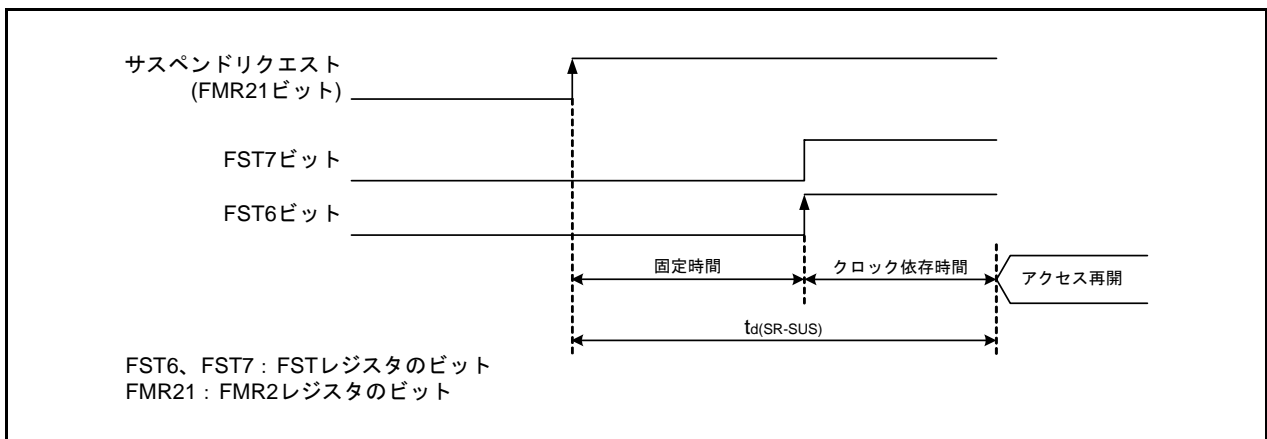 サスペンドリクエスト
(FMR21ビット)
FST7ビット
FST6ビット
固定時間
クロック依存時間
アクセス再開
td(SR-SUS)
FST6、FST7：FSTレジスタのビット
FMR21：FMR2レジスタのビット